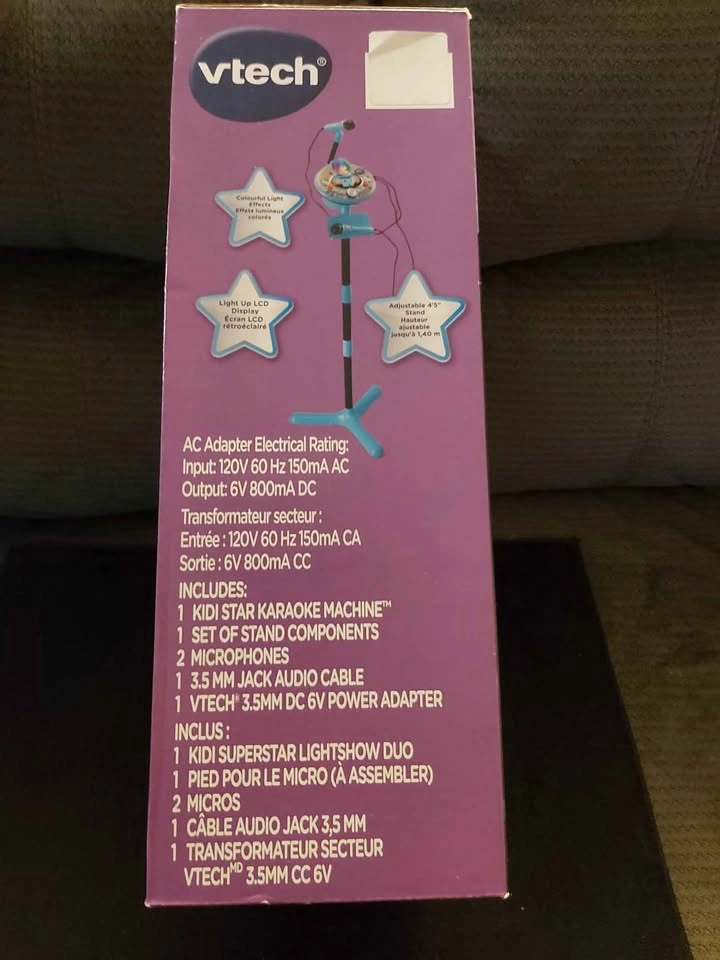 vtech®
Colourful Light
Effects
Effets lumineux
colorés
Light Up LCD
Display
Écran LCD
rétroéclairé
Adjustable 4'5"
Stand
Hauteur
ajustable
jusqu'à 1,40 m
AC Adapter Electrical Rating:
Input: 120V 60 Hz 150mA AC
Output: 6V 800mA DC
Transformateur secteur :
Entrée : 120V 60 Hz 150mA CA
Sortie : 6V 800mA CC
INCLUDES:
1 KIDI STAR KARAOKE MACHINE™
1 SET OF STAND COMPONENTS
2 MICROPHONES
1 3.5 MM JACK AUDIO CABLE
1 VTECH® 3.5MM DC 6V POWER ADAPTER
INCLUS :
1 KIDI SUPERSTAR LIGHTSHOW DUO
1 PIED POUR LE MICRO (À ASSEMBLER)
2 MICROS
1 CÂBLE AUDIO JACK 3,5 MM
1 TRANSFORMATEUR SECTEUR
VTECH^MD 3.5MM CC 6V